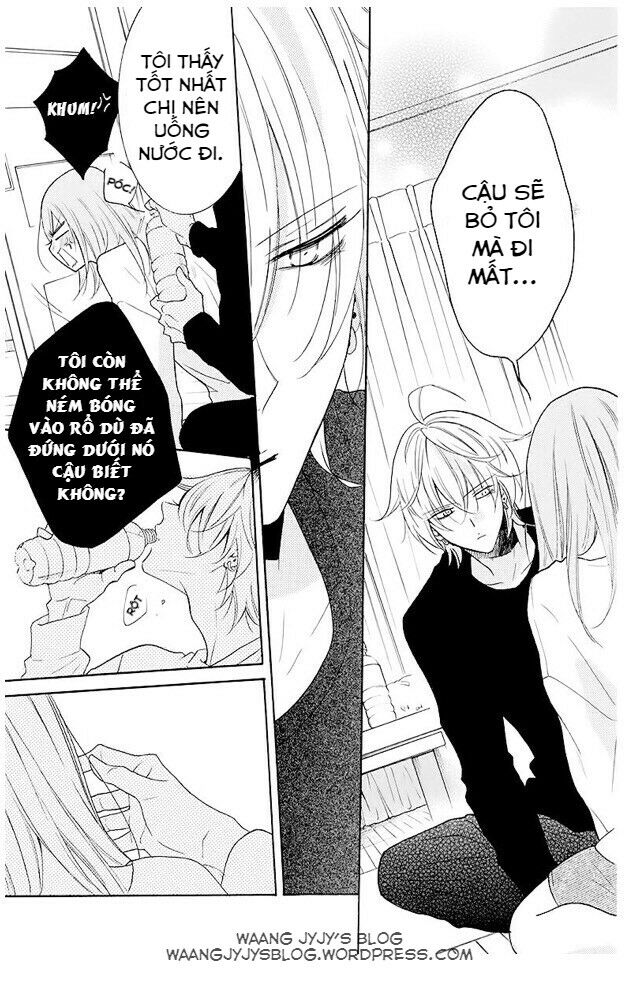 CẬU SẼ
BỎ TÔI
MÀ ĐI
MẤT...
TÔI THẤY
TỐT NHẤT
CHỊ NÊN
UỐNG
NƯỚC ĐI.
KHUM!
PÓC!
TÔI CÒN
KHÔNG THỂ
NÉM BÓNG
VÀO RỔ DÙ ĐÃ
ĐỨNG DƯỚI NÓ
CẬU BIẾT
KHÔNG?
RÓT
WAANG JYJY'S BLOG
WAANGJYJYSBLOG.WORDPRESS.COM